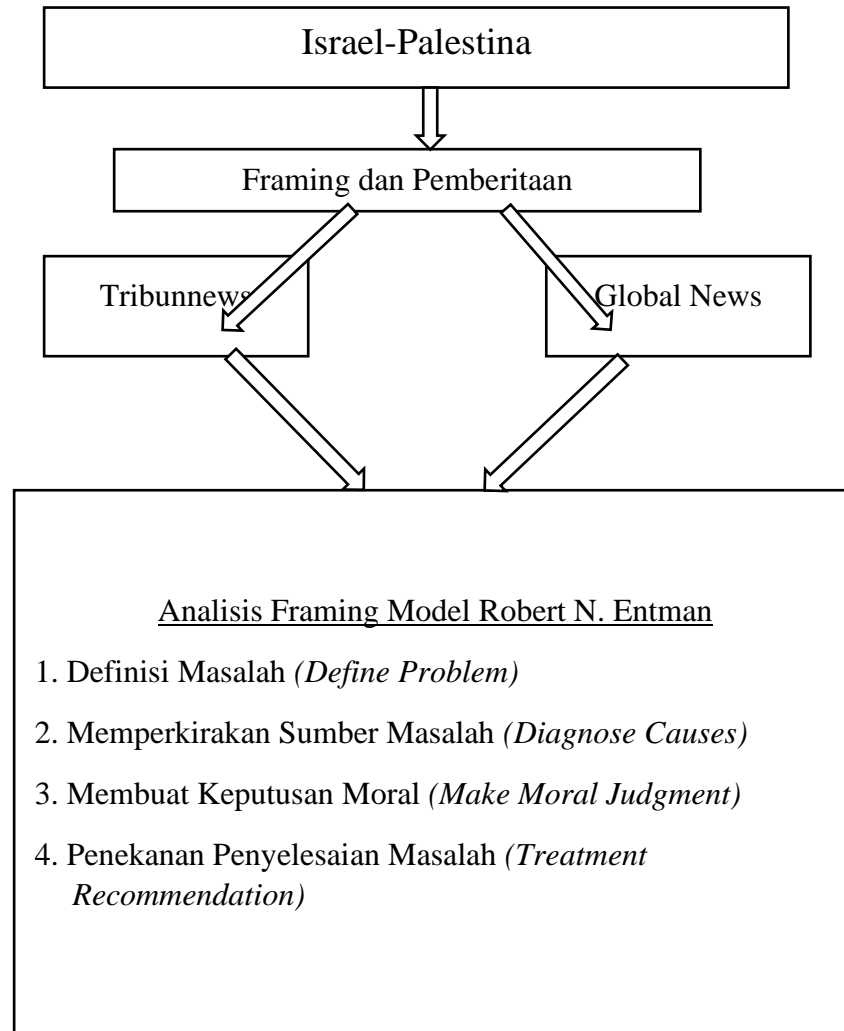 Israel-Palestina
Framing dan Pemberitaan
Tribunnews
Global News
Analisis Framing Model Robert N. Entman
1. Definisi Masalah (Define Problem)
2. Memperkirakan Sumber Masalah (Diagnose Causes)
3. Membuat Keputusan Moral (Make Moral Judgment)
4. Penekanan Penyelesaian Masalah (Treatment
Recommendation)